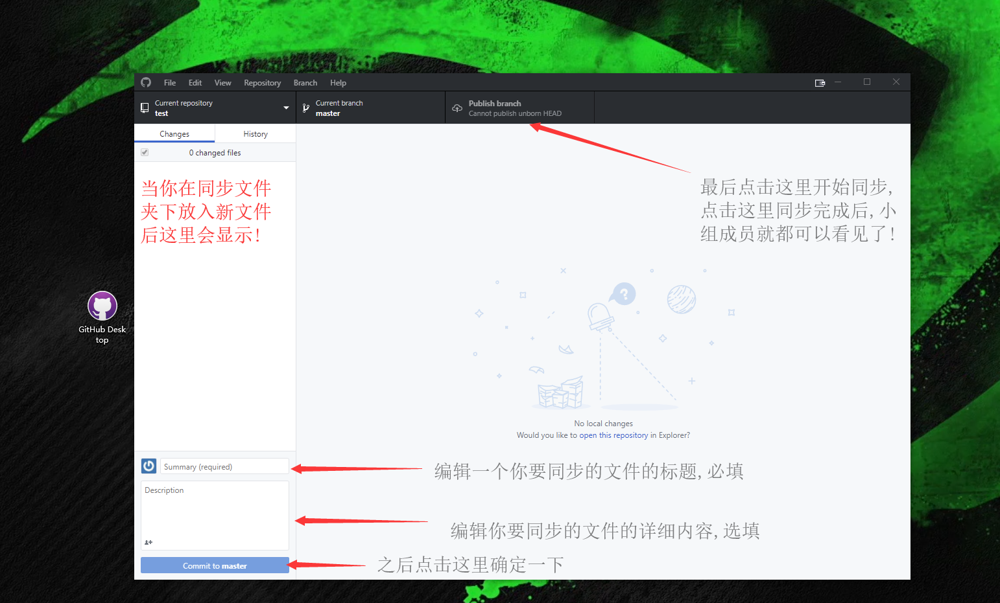 File Edit View Repository Branch Help
Current repository
test
Current branch
master
Publish branch
Cannot publish unborn HEAD
Changes
History
0 changed files
当你在同步文件
夹下放入新文件
后这里会显示!
最后点击这里开始同步,
点击这里同步完成后,小
组成员就都可以看见了!
GitHub Desk
top
?
No local changes
Would you like to open this repository in Explorer?
Summary (required)
编辑一个你要同步的文件的标题,必填
Description
编辑你要同步的文件的详细内容,选填
Commit to master
之后点击这里确定一下